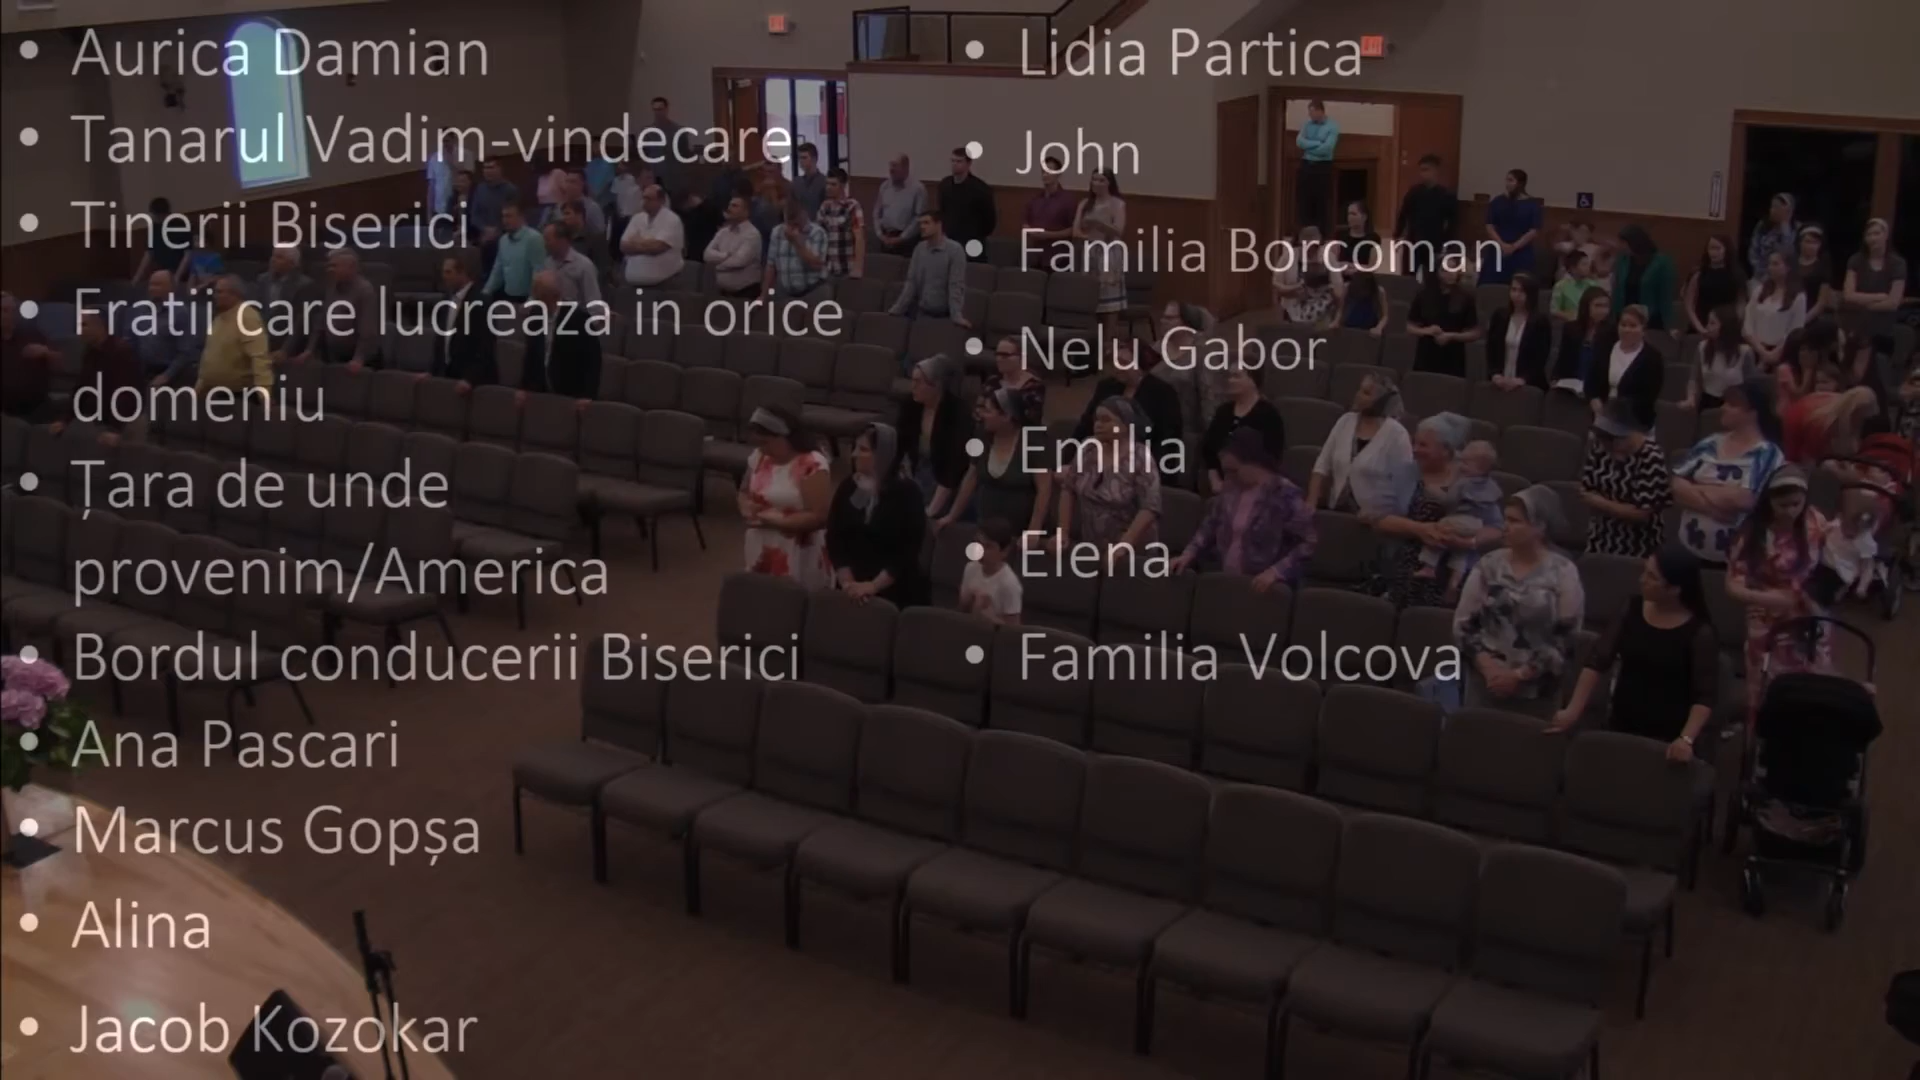 • Aurica Damian
• Tanarul Vadim-vindecare
• Tinerii Biserici
• Fratii care lucreaza in orice
domeniu
• Țara de unde
provenim/America
• Bordul conducerii Biserici
• Ana Pascari
• Marcus Gopșa
• Alina
• Jacob Kozokar
• Lidia Partica
• John
• Familia Borcoman
• Nelu Gabor
• Emilia
• Elena
• Familia Volcova